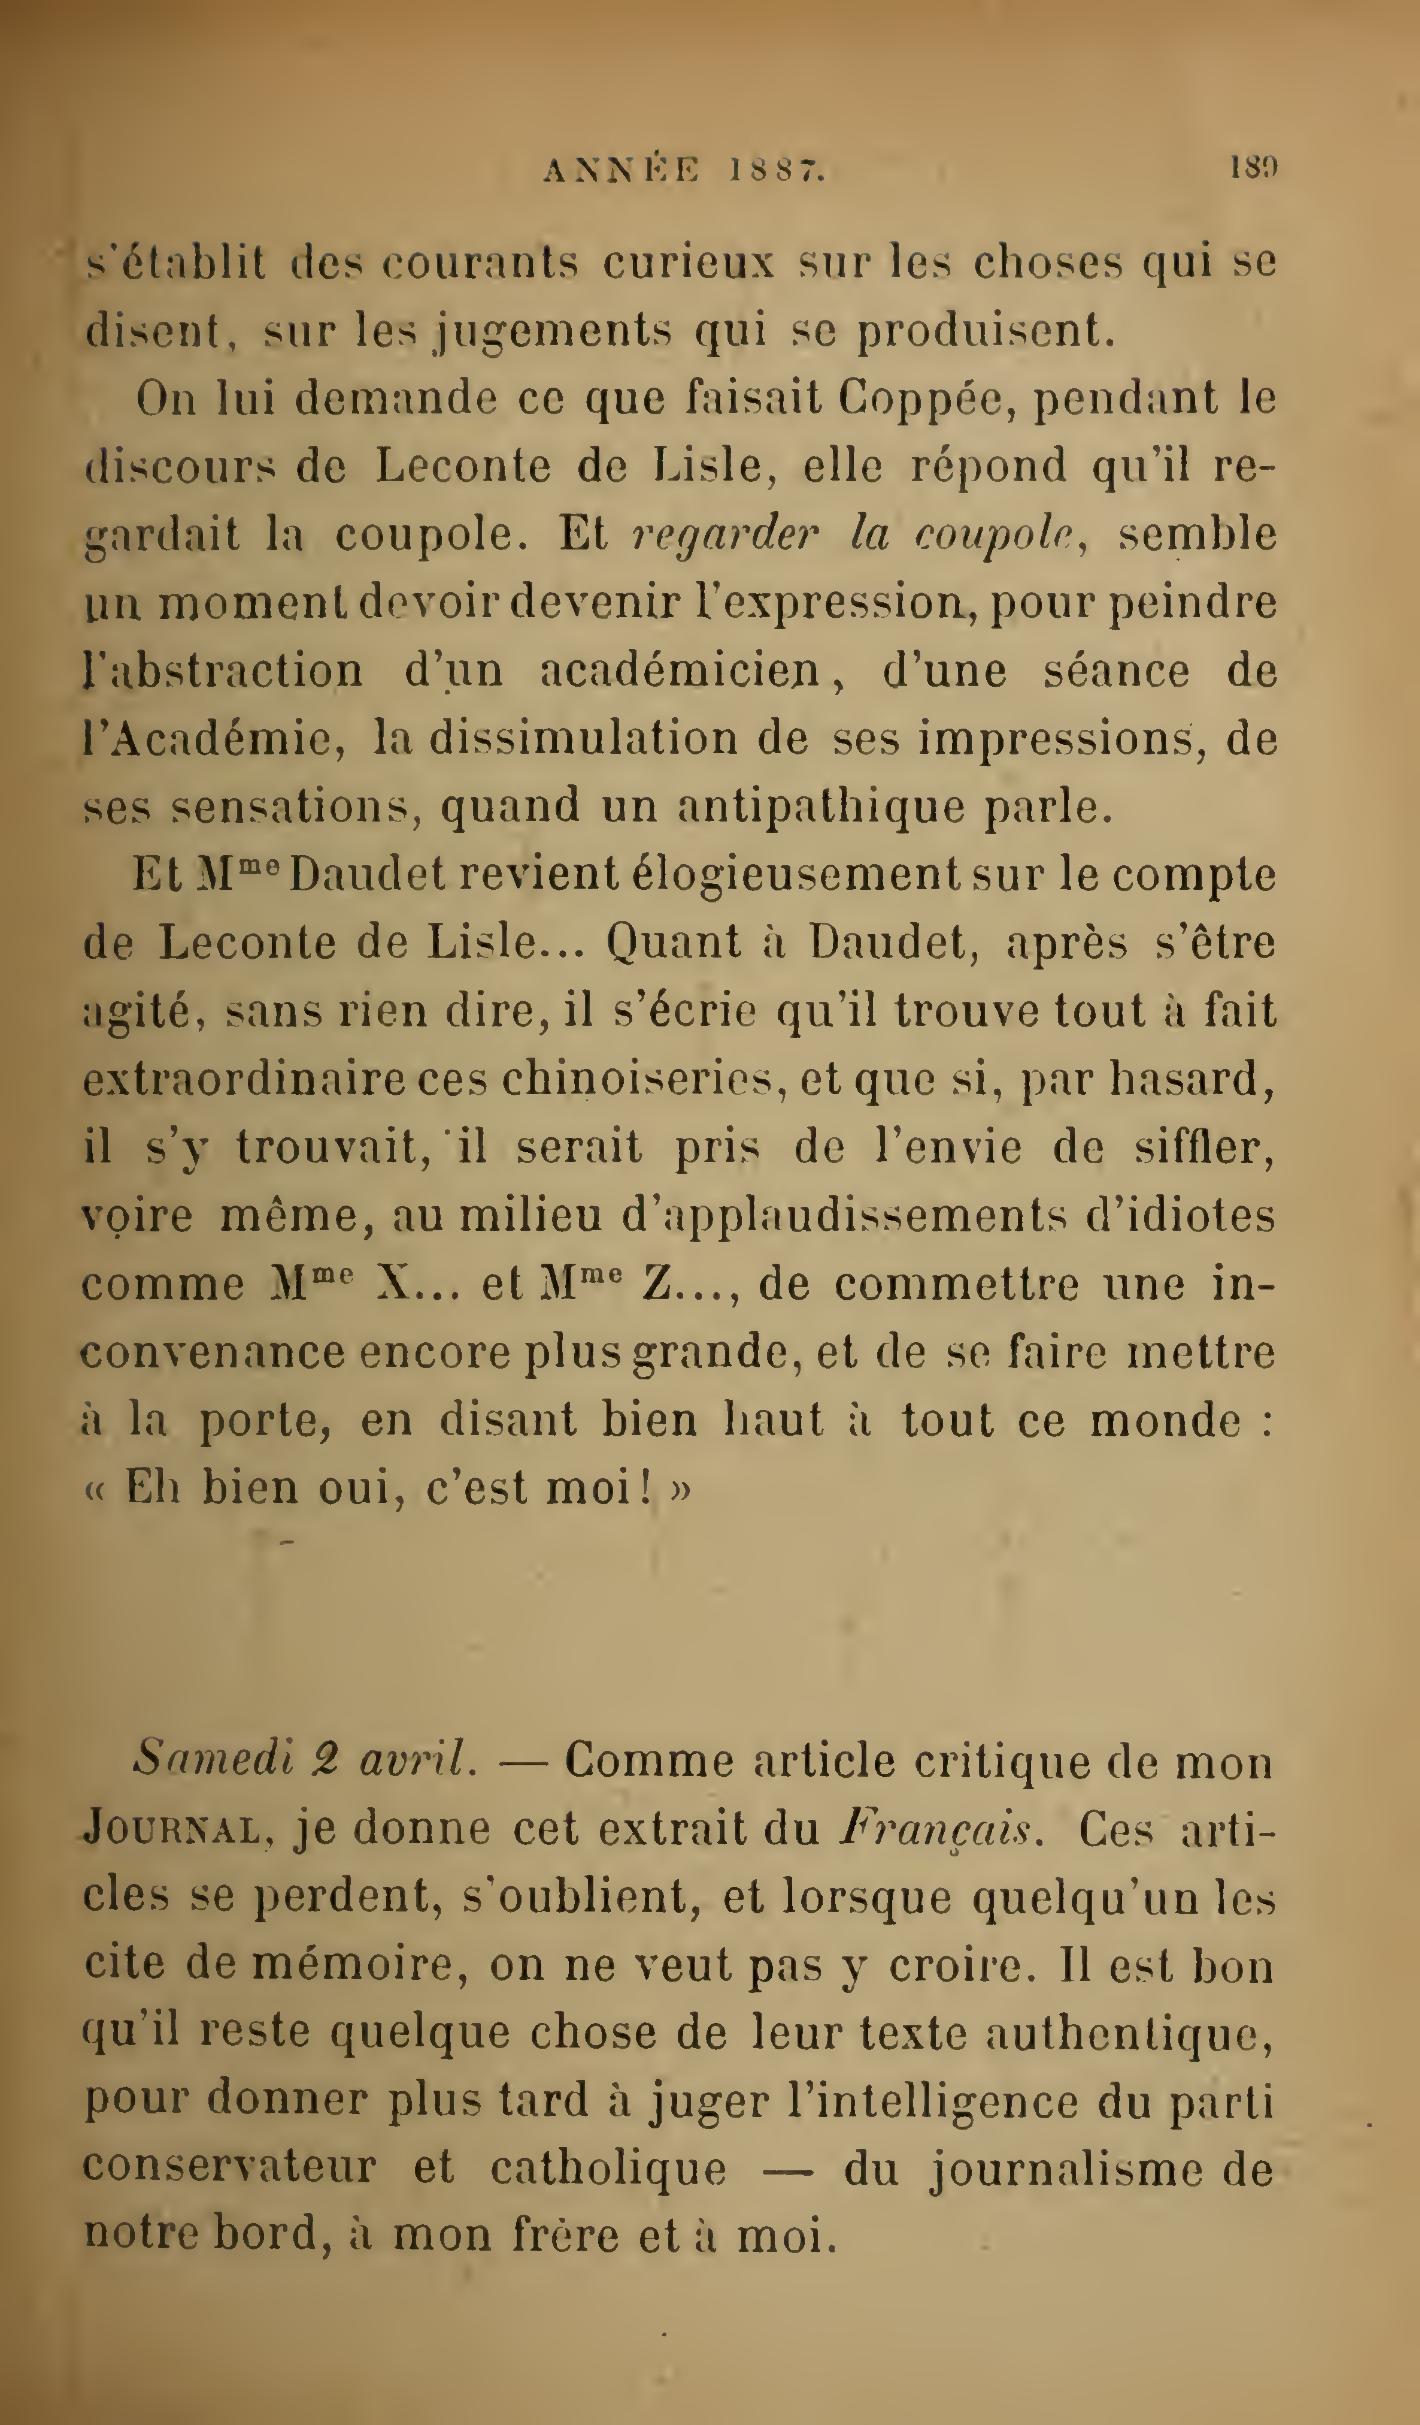 ANNÉE 1887. 189
s'établit des courants curieux sur les choses qui se
disent, sur les jugements qui se produisent.
On lui demande ce que faisait Coppée, pendant le
discours de Leconte de Lisle, elle répond qu'il re-
gardait la coupole. Et regarder la coupole, semble
un moment devoir devenir l'expression, pour peindre
l'abstraction d'un académicien, d'une séance de
l'Académie, la dissimulation de ses impressions, de
ses sensations, quand un antipathique parle.
Et Mme Daudet revient élogieusement sur le compte
de Leconte de Lisle... Quant à Daudet, après s'être
agité, sans rien dire, il s'écrie qu'il trouve tout à fait
extraordinaire ces chinoiseries, et que si, par hasard,
il s'y trouvait, il serait pris de l'envie de siffler,
voire même, au milieu d'applaudissements d'idiotes
comme Mme X... et Mme Z..., de commettre une in-
convenance encore plus grande, et de se faire mettre
à la porte, en disant bien haut à tout ce monde :
« Eh bien oui, c'est moi! »
Samedi 2 avril. — Comme article critique de mon
JOURNAL, je donne cet extrait du Français. Ces arti-
cles se perdent, s'oublient, et lorsque quelqu'un les
cite de mémoire, on ne veut pas y croire. Il est bon
qu'il reste quelque chose de leur texte authentique,
pour donner plus tard à juger l'intelligence du parti
conservateur et catholique — du journalisme de
notre bord, à mon frère et à moi.